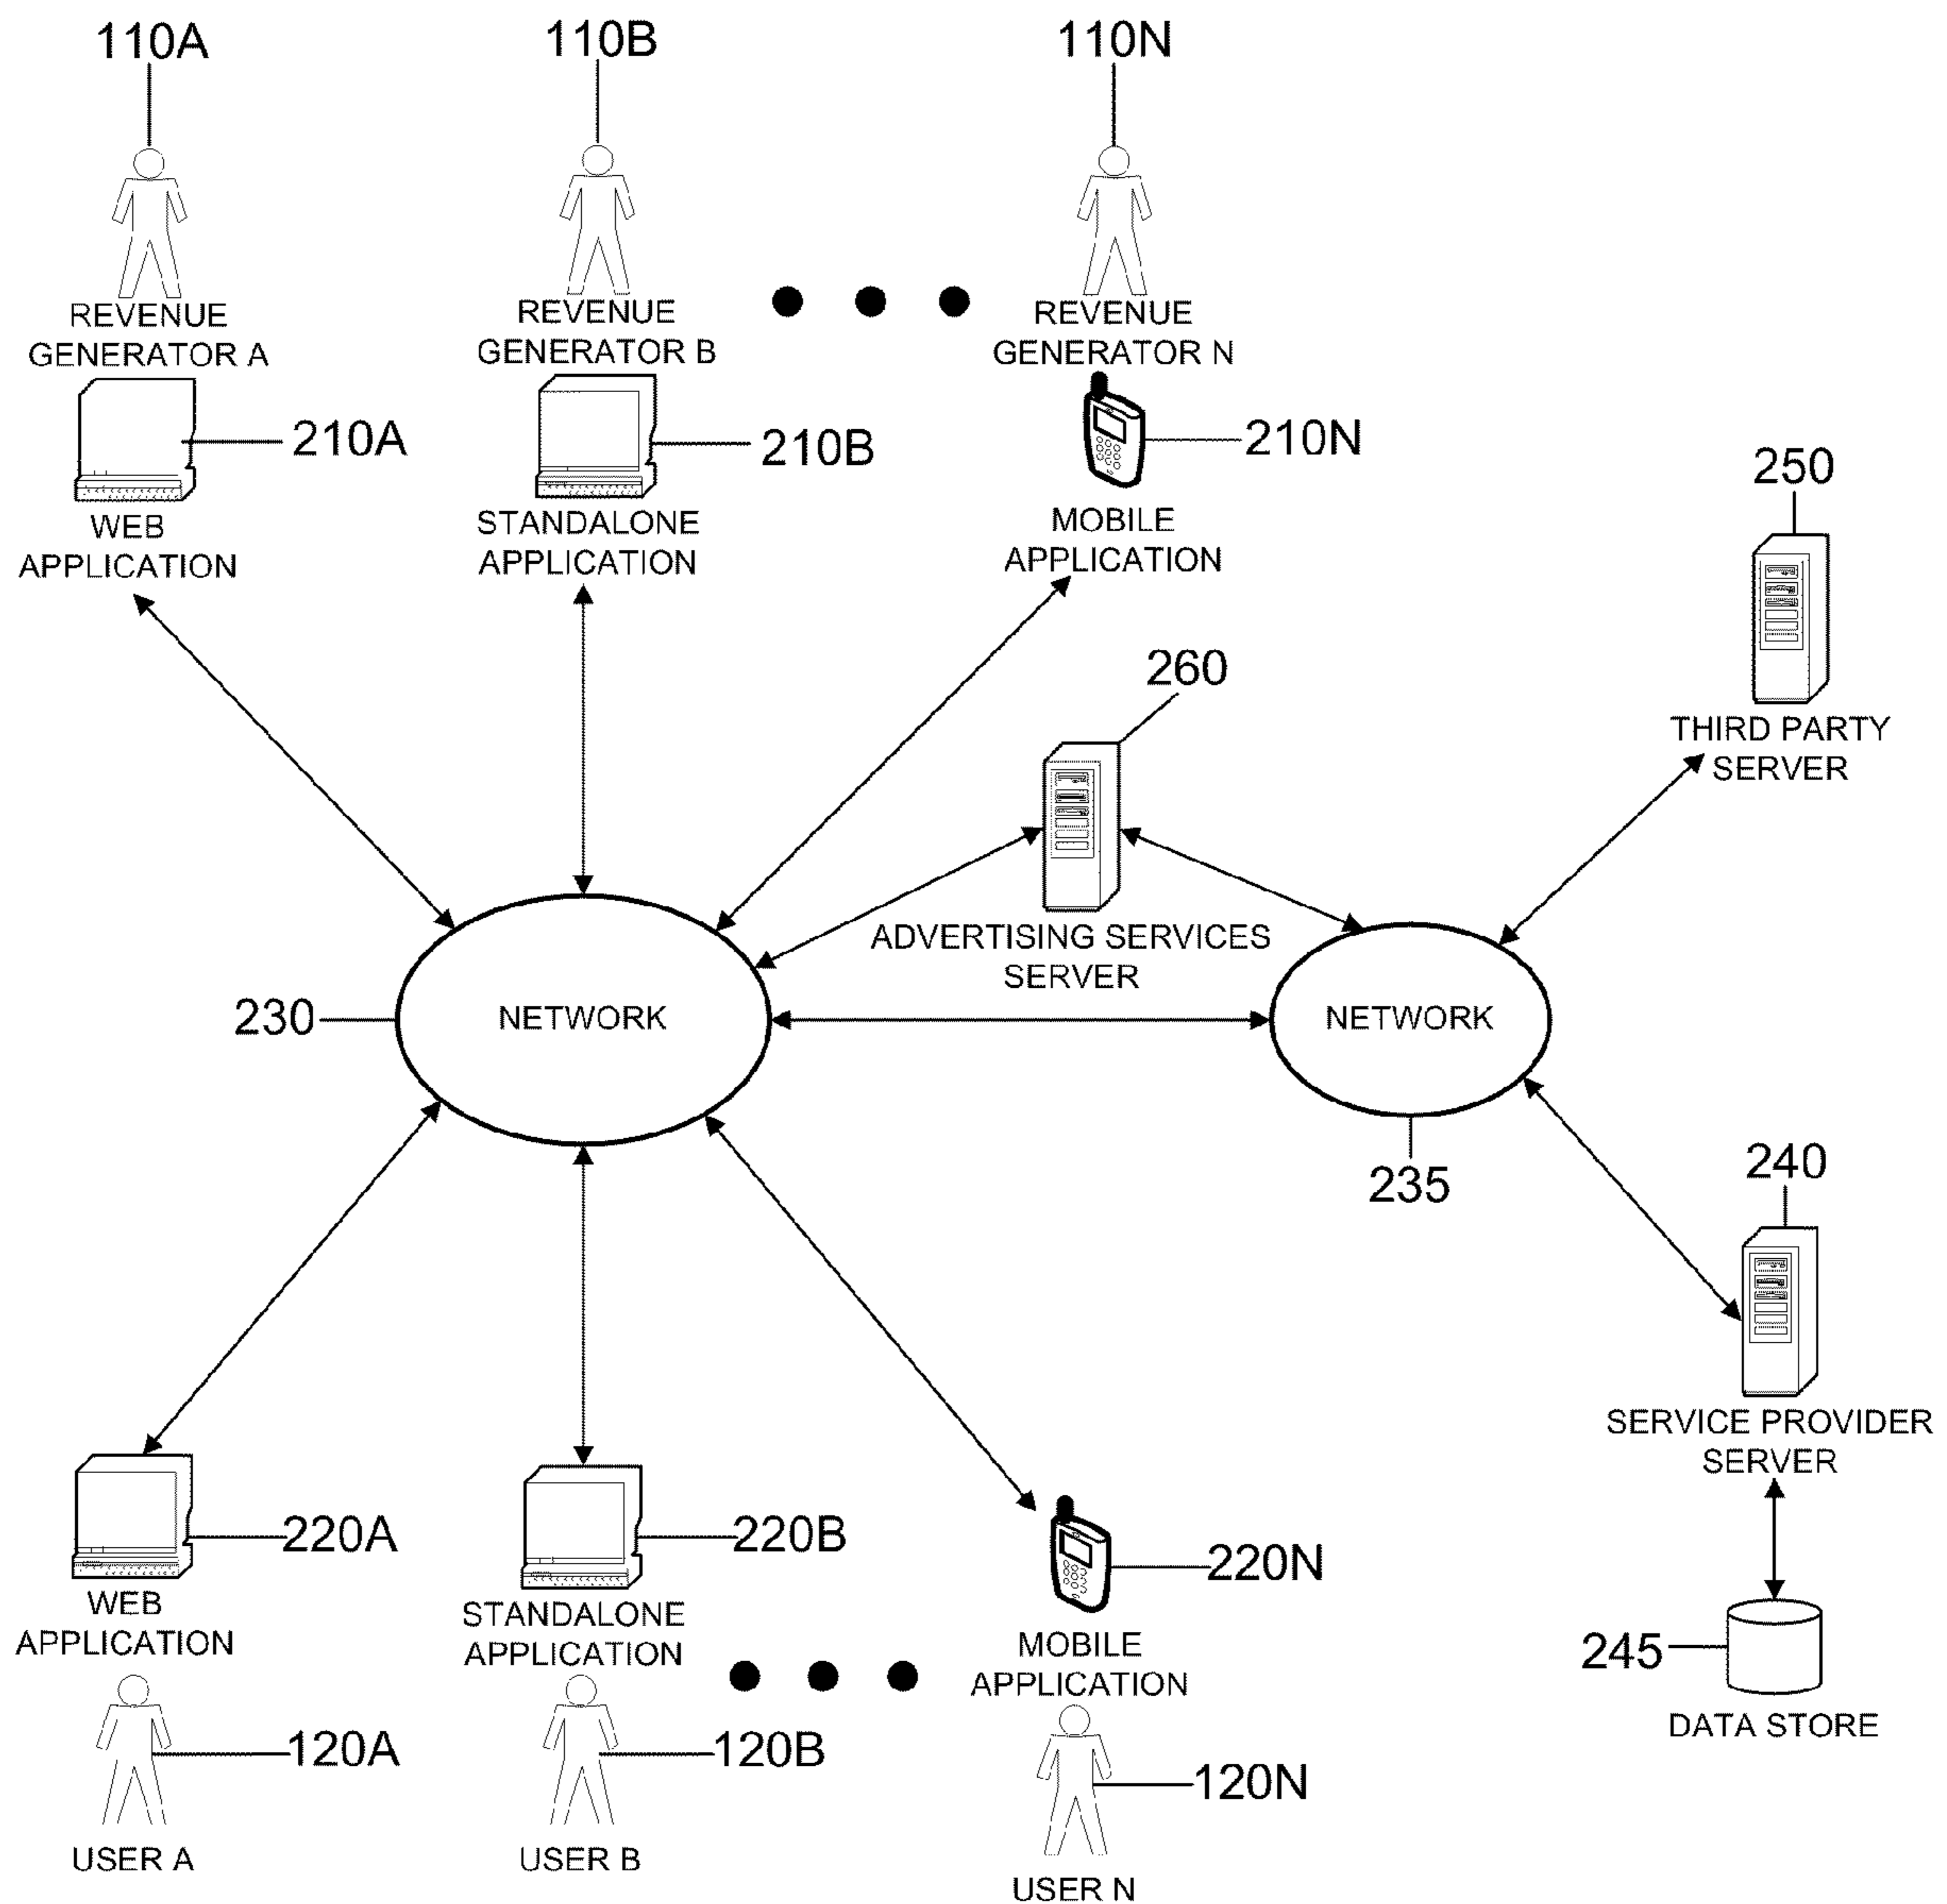 110A
110B
110N
REVENUE
GENERATOR A
REVENUE
GENERATOR B
REVENUE
GENERATOR N
210A
210B
210N
WEB
APPLICATION
STANDALONE
APPLICATION
MOBILE
APPLICATION
250
THIRD PARTY
SERVER
260
ADVERTISING SERVICES
SERVER
230
NETWORK
NETWORK
235
240
SERVICE PROVIDER
SERVER
220A
220B
220N
WEB
APPLICATION
STANDALONE
APPLICATION
MOBILE
APPLICATION
245
DATA STORE
120A
120B
120N
USER A
USER B
USER N